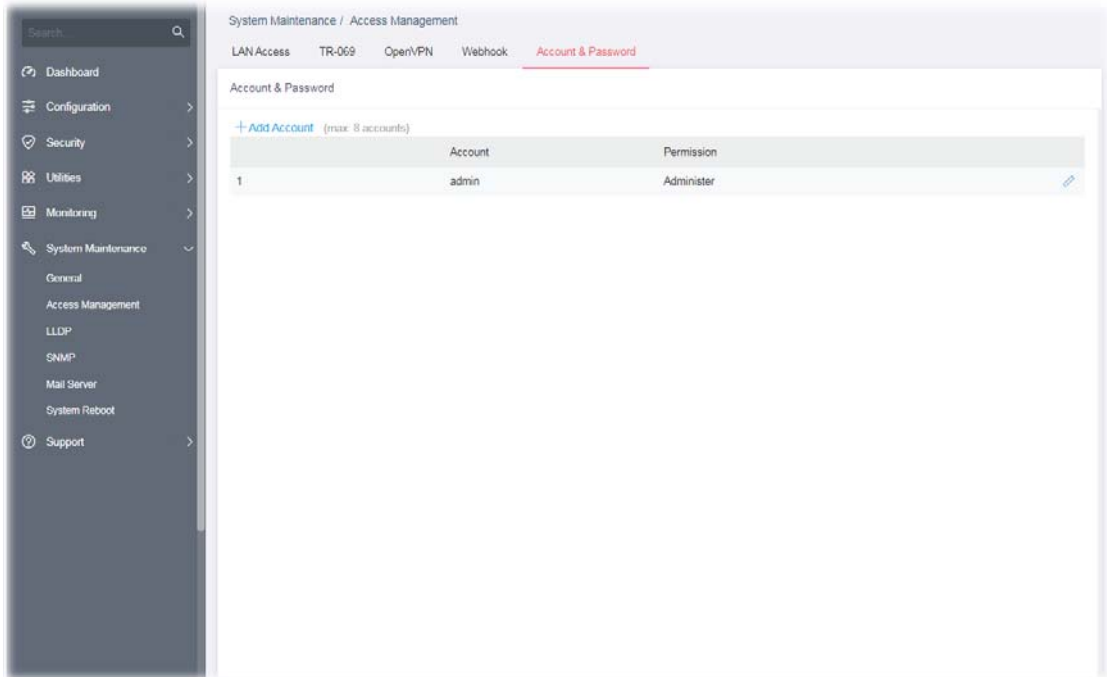 Search...
Dashboard
Configuration
Security
Utilities
Monitoring
System Maintenance
General
Access Management
LLDP
SNMP
Mail Server
System Reboot
Support
System Maintenance / Access Management
LAN Access TR-069 OpenVPN Webhook Account & Password
Account & Password
+Add Account (max: 8 accounts)
Account Permission
1 admin Administer